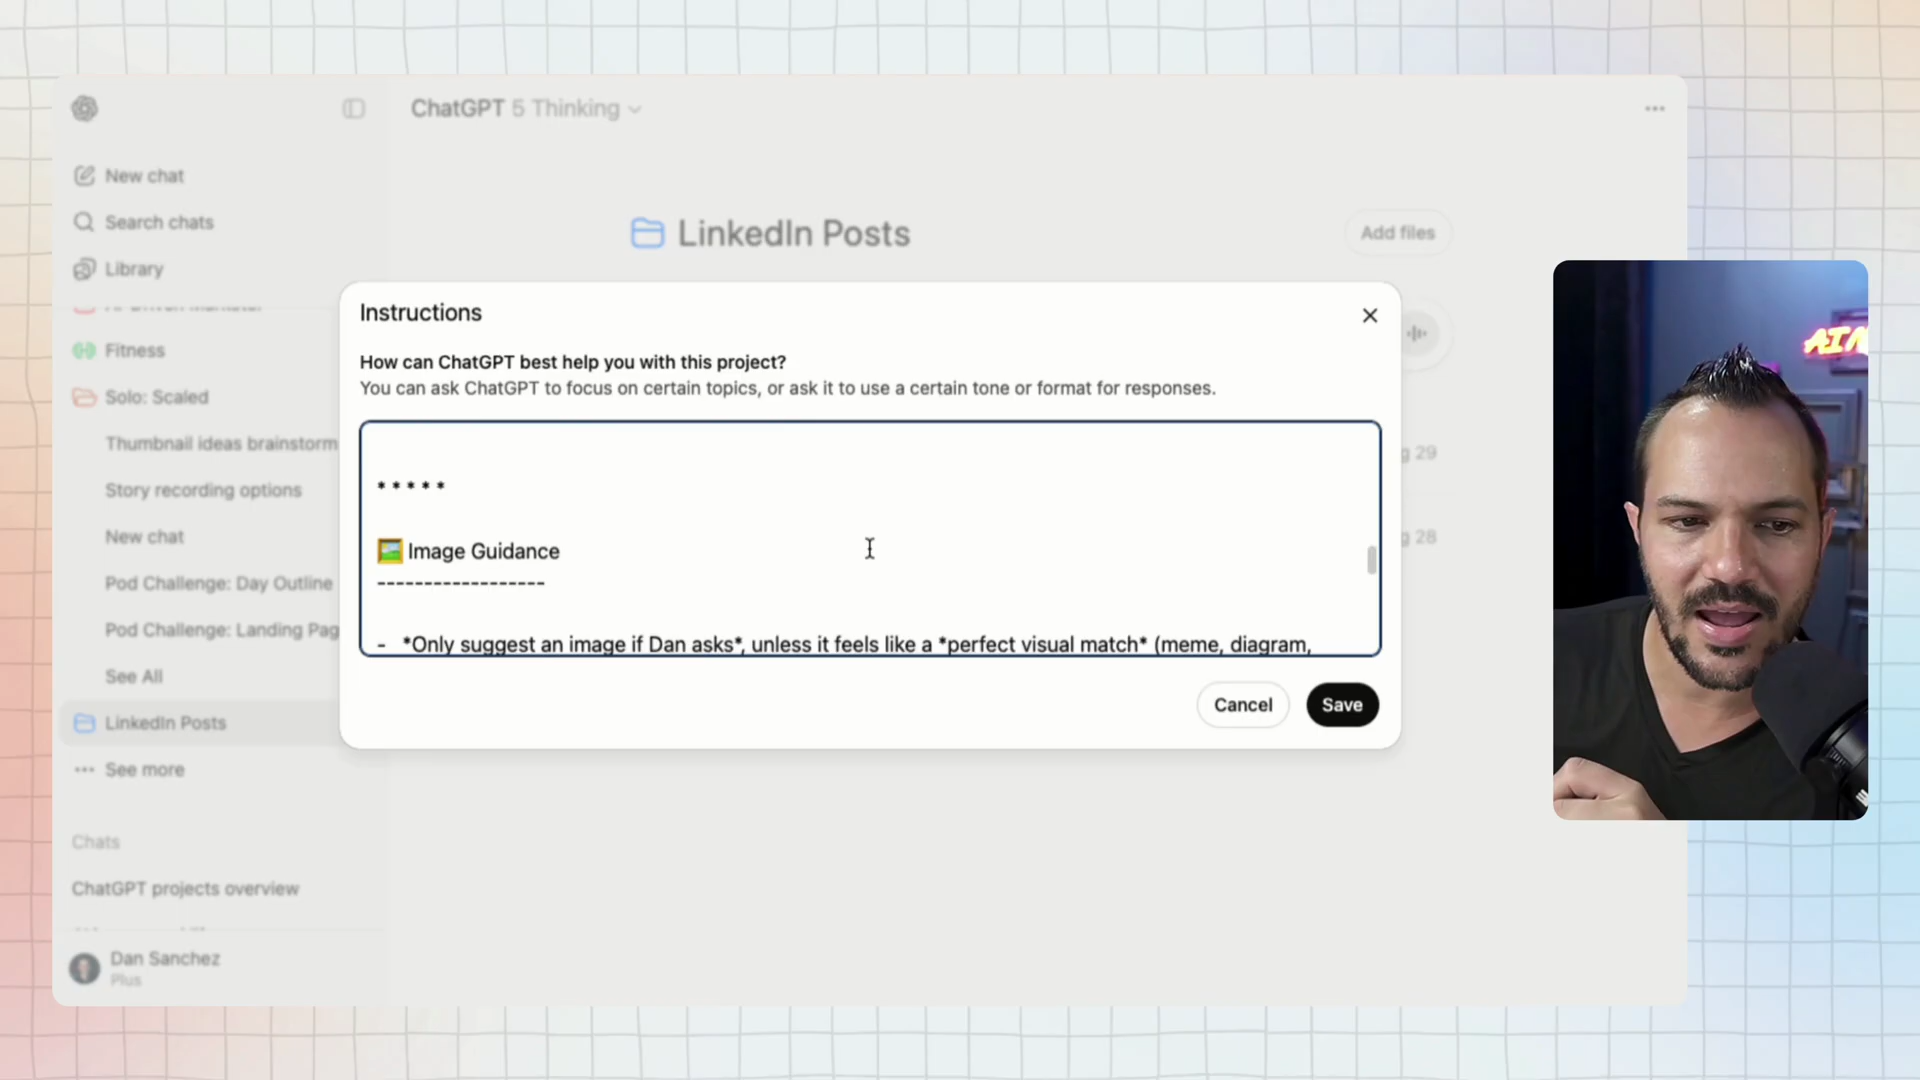 ChatGPT 5 Thinking
New chat
Search chats
Library
Fitness
Solo: Scaled
Thumbnail ideas brainstorm
Story recording options
New chat
Pod Challenge: Day Outline
Pod Challenge: Landing Pag
See All
LinkedIn Posts
See more
Chats
ChatGPT projects overview
Dan Sanchez
Plus
LinkedIn Posts
Add files
Instructions
How can ChatGPT best help you with this project?
You can ask ChatGPT to focus on certain topics, or ask it to use a certain tone or format for responses.
* * * * *
🖼️ Image Guidance
------------------
- *Only suggest an image if Dan asks*, unless it feels like a *perfect visual match* (meme, diagram,
Cancel
Save
g 29
g 28
AIM